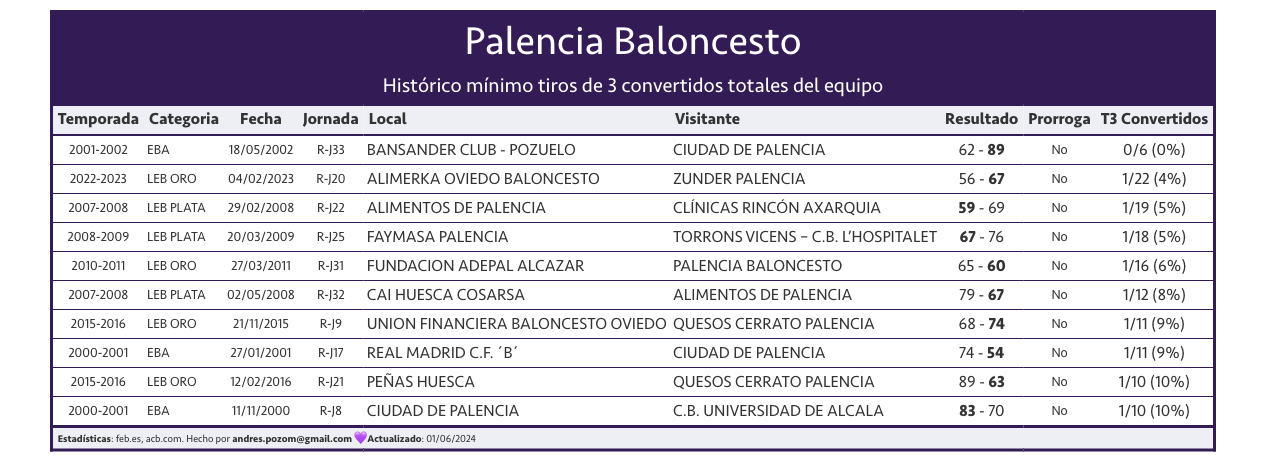 Palencia Baloncesto
Histórico mínimo tiros de 3 convertidos totales del equipo
Temporada Categoria Fecha Jornada Local Visitante Resultado Prorroga T3 Convertidos
2001-2002 EBA 18/05/2002 R-J33 BANSANDER CLUB - POZUELO CIUDAD DE PALENCIA 62 - 89 No 0/6 (0%)
2022-2023 LEB ORO 04/02/2023 R-J20 ALIMERKA OVIEDO BALONCESTO ZUNDER PALENCIA 56 - 67 No 1/22 (4%)
2007-2008 LEB PLATA 29/02/2008 R-J22 ALIMENTOS DE PALENCIA CLÍNICAS RINCÓN AXARQUIA 59 - 69 No 1/19 (5%)
2008-2009 LEB PLATA 20/03/2009 R-J25 FAYMASA PALENCIA TORRONS VICENS – C.B. L’HOSPITALET 67 - 76 No 1/18 (5%)
2010-2011 LEB ORO 27/03/2011 R-J31 FUNDACION ADEPAL ALCAZAR PALENCIA BALONCESTO 65 - 60 No 1/16 (6%)
2007-2008 LEB PLATA 02/05/2008 R-J32 CAI HUESCA COSARSA ALIMENTOS DE PALENCIA 79 - 67 No 1/12 (8%)
2015-2016 LEB ORO 21/11/2015 R-J9 UNION FINANCIERA BALONCESTO OVIEDO QUESOS CERRATO PALENCIA 68 - 74 No 1/11 (9%)
2000-2001 EBA 27/01/2001 R-J17 REAL MADRID C.F. ´B´ CIUDAD DE PALENCIA 74 - 54 No 1/11 (9%)
2015-2016 LEB ORO 12/02/2016 R-J21 PEÑAS HUESCA QUESOS CERRATO PALENCIA 89 - 63 No 1/10 (10%)
2000-2001 EBA 11/11/2000 R-J8 CIUDAD DE PALENCIA C.B. UNIVERSIDAD DE ALCALA 83 - 70 No 1/10 (10%)
Estadísticas: feb.es, acb.com. Hecho por andres.pozom@gmail.com 💜Actualizado: 01/06/2024